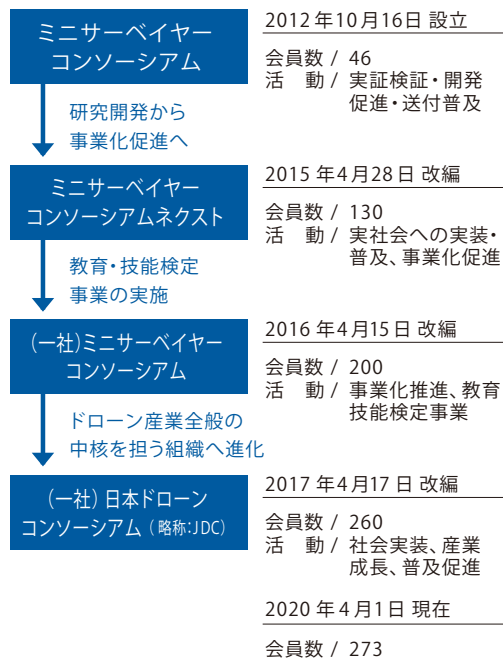 ミニサーベイヤー
コンソーシアム
2012年10月16日 設立
会員数 / 46
活　動 / 実証検証・開発
促進・送付普及
研究開発から
事業化促進へ
ミニサーベイヤー
コンソーシアムネクスト
2015年4月28日 改編
会員数 / 130
活　動 / 実社会への実装・
普及、事業化促進
教育・技能検定
事業の実施
(一社)ミニサーベイヤー
コンソーシアム
2016年4月15日 改編
会員数 / 200
活　動 / 事業化推進、教育
技能検定事業
ドローン産業全般の
中核を担う組織へ進化
(一社)日本ドローン
コンソーシアム(略称:JDC)
2017年4月17日 改編
会員数 / 260
活　動 / 社会実装、産業
成長、普及促進
2020年4月1日 現在
会員数 / 273